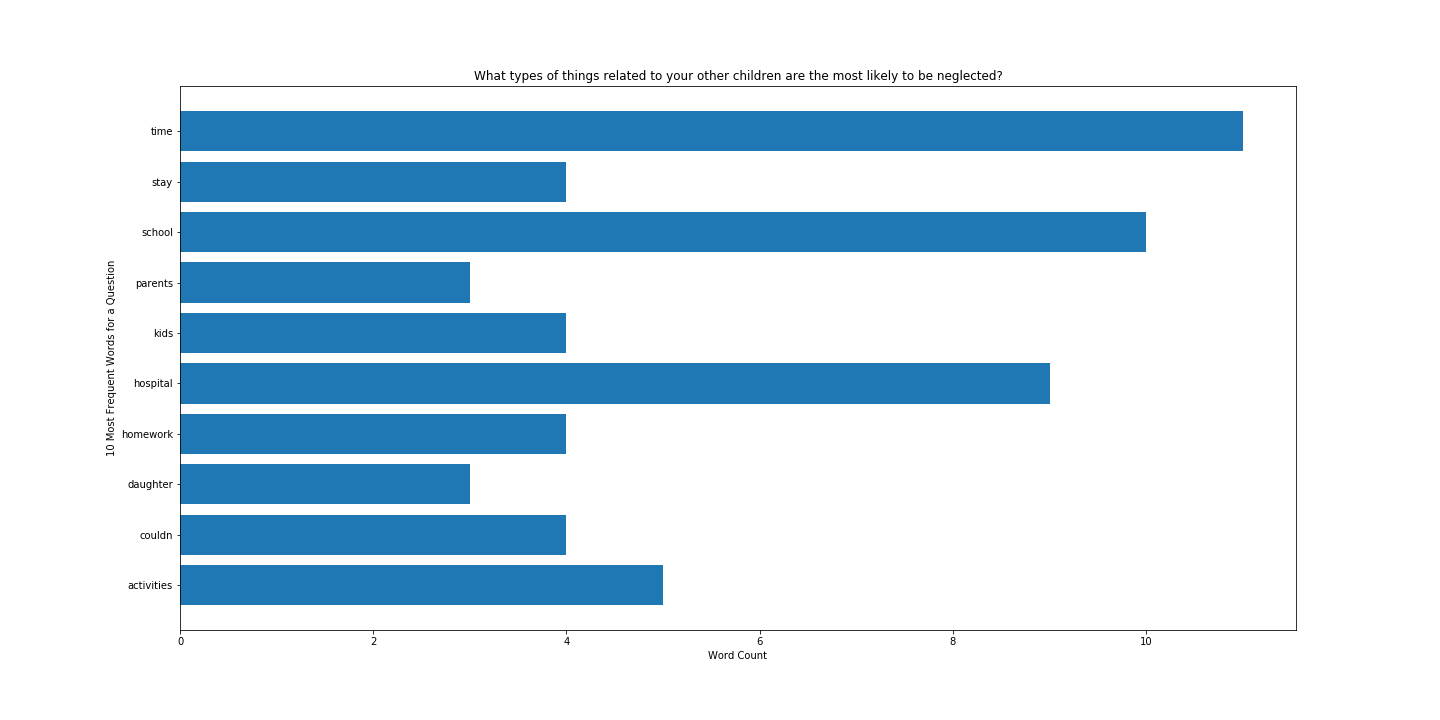 What types of things related to your other children are the most likely to be neglected?
10 Most Frequent Words for a Question
time
stay
school
parents
kids
hospital
homework
daughter
couldn
activities
0 2 4 6 8 10
Word Count